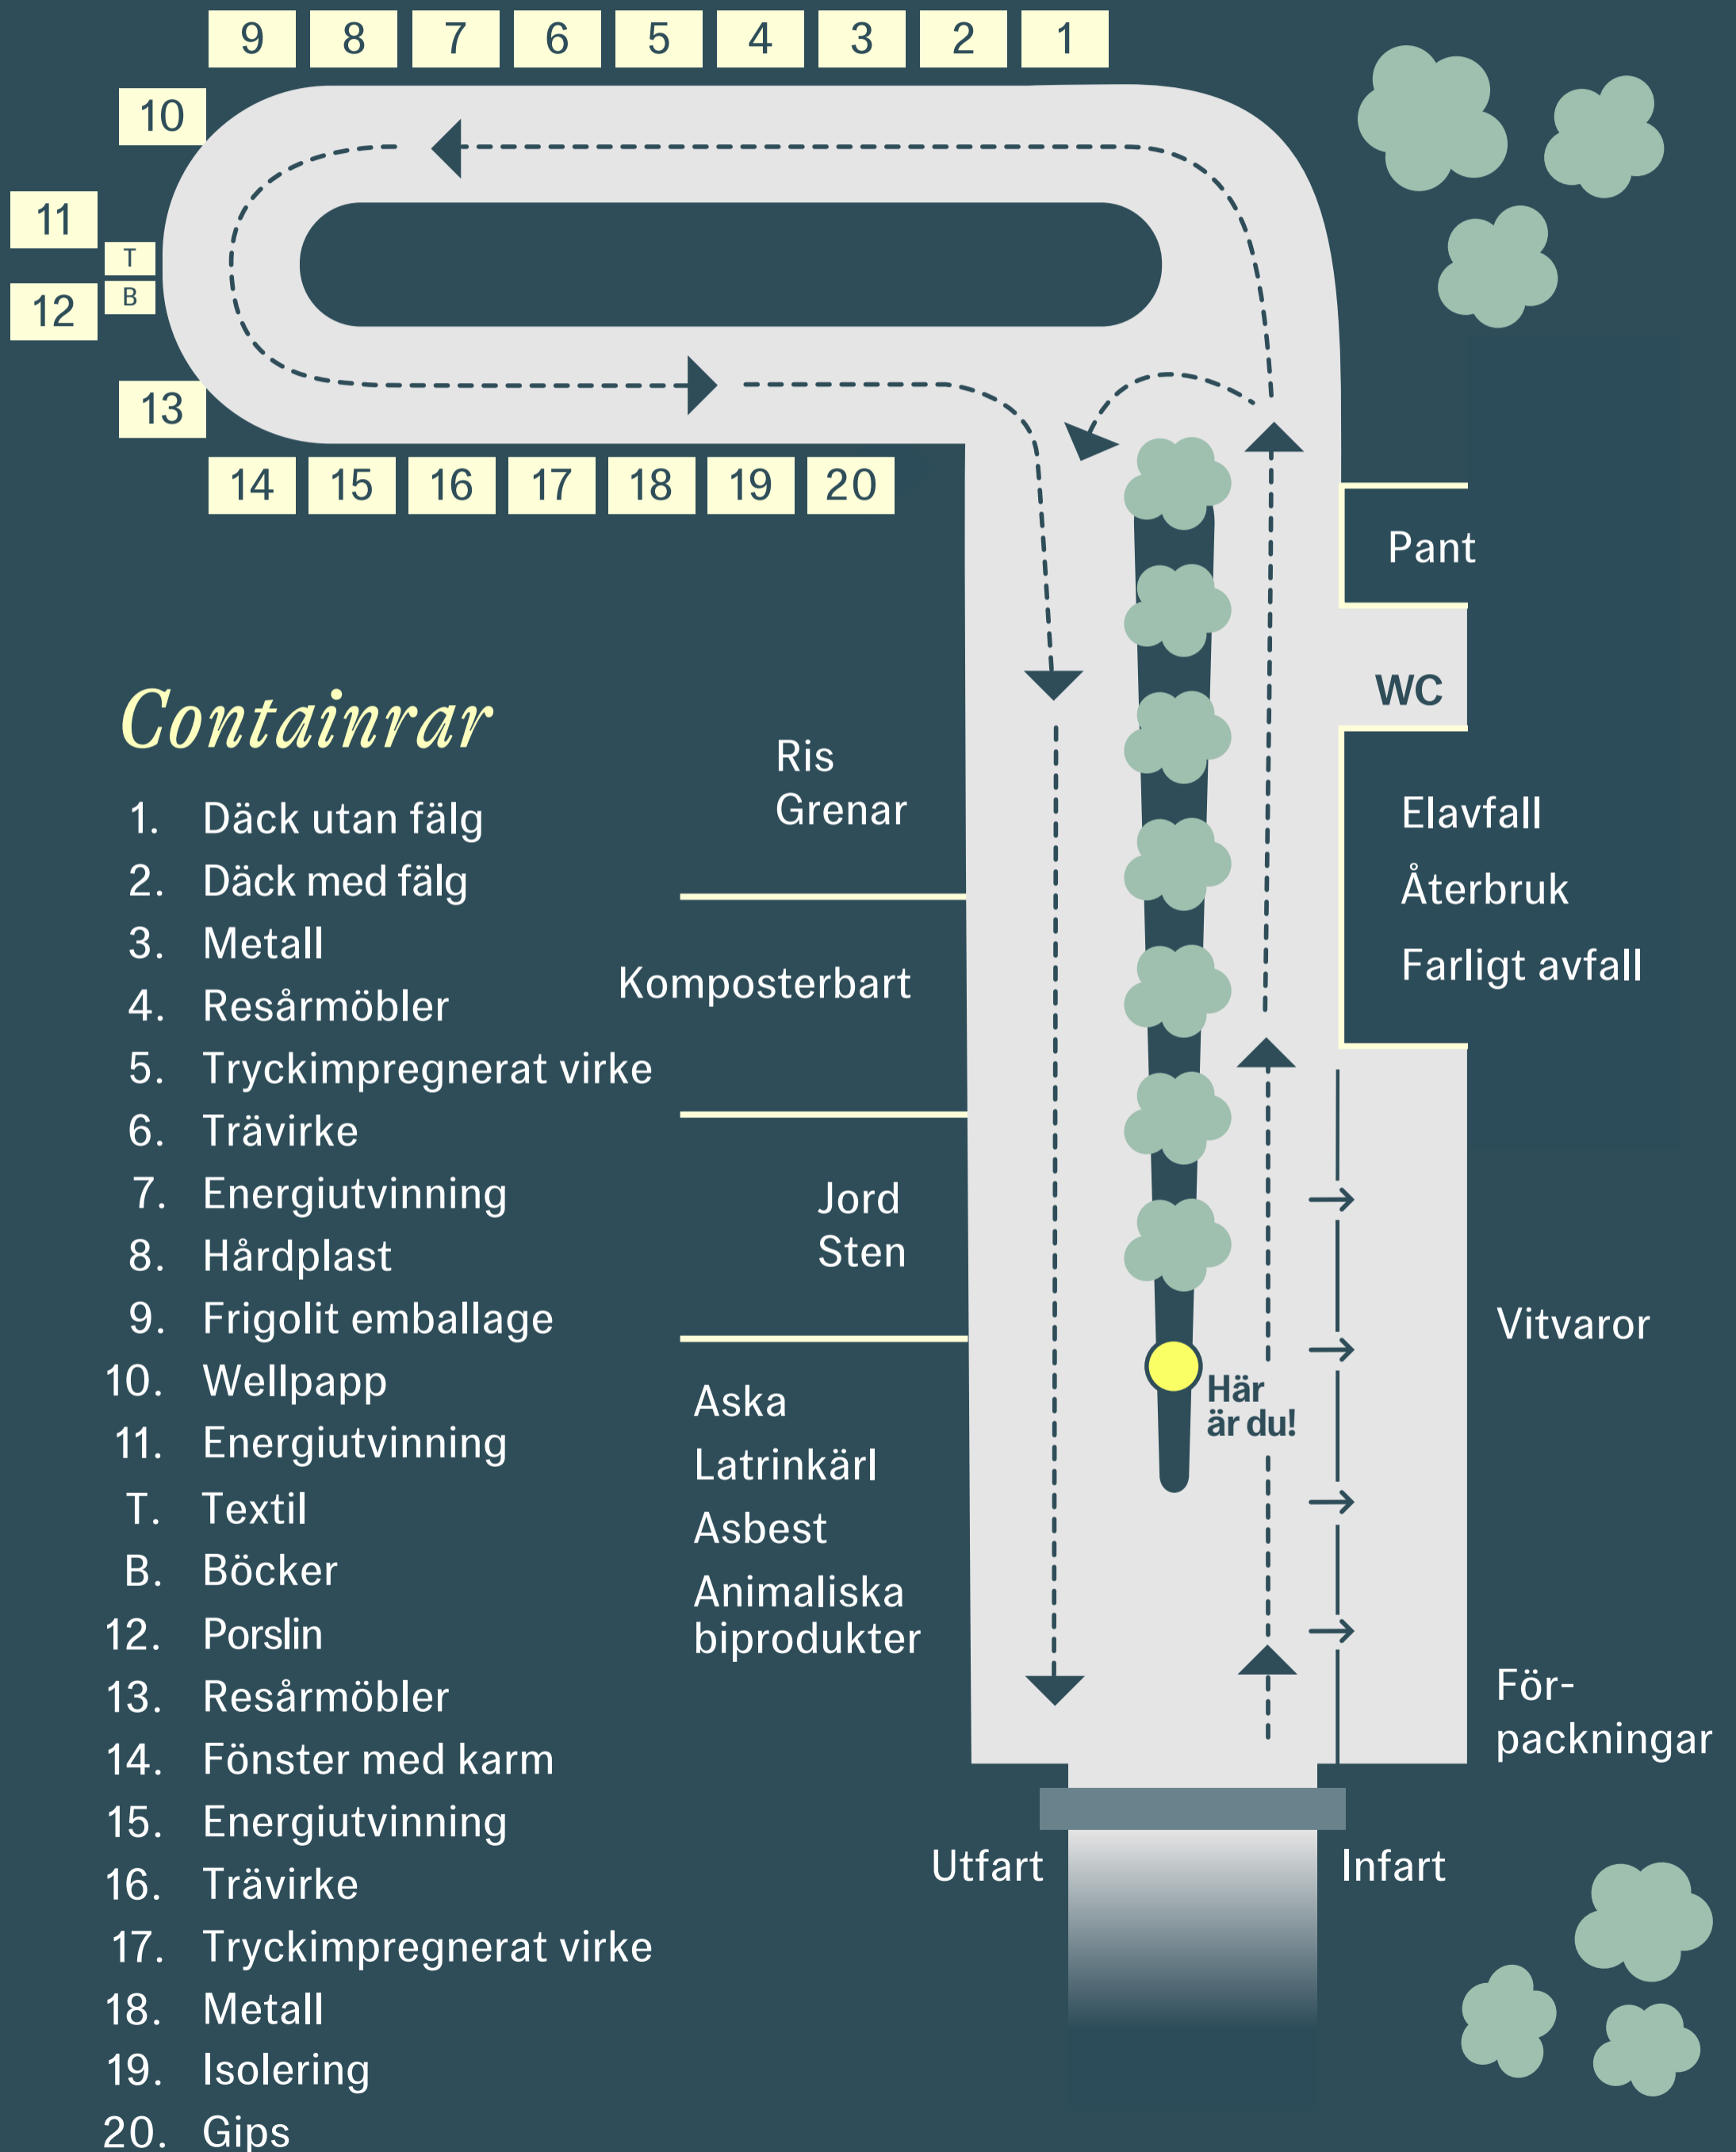 9 8 7 6 5 4 3 2 1
10
11
T
B
12
13
14 15 16 17 18 19 20
Pant
WC
Elavfall
Återbruk
Farligt avfall
Ris
Grenar
Komposterbart
Jord
Sten
Aska
Latrinkärl
Asbest
Animaliska
biprodukter
Här
är du!
Vitvaror
För-
packningar
Utfart
Infart
Containrar
1. Däck utan fälg
2. Däck med fälg
3. Metall
4. Resårmöbler
5. Tryckimpregnerat virke
6. Trävirke
7. Energiutvinning
8. Hårdplast
9. Frigolit emballage
10. Wellpapp
11. Energiutvinning
T. Textil
B. Böcker
12. Porslin
13. Resårmöbler
14. Fönster med karm
15. Energiutvinning
16. Trävirke
17. Tryckimpregnerat virke
18. Metall
19. Isolering
20. Gips